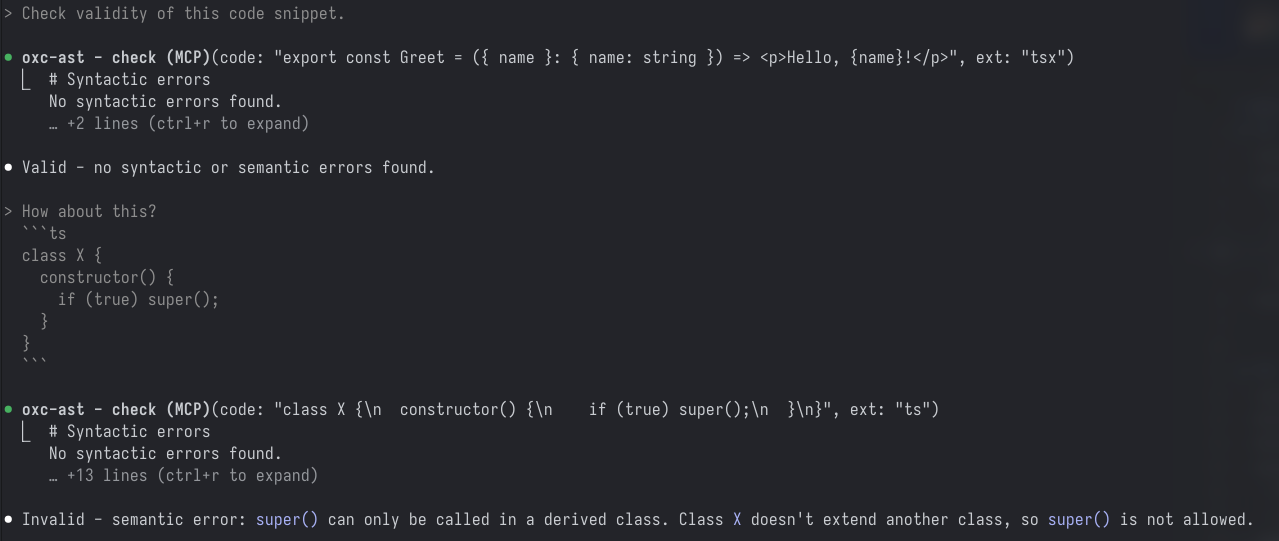 > Check validity of this code snippet.
● oxc-ast - check (MCP)(code: "export const Greet = ({ name }: { name: string }) => <p>Hello, {name}!</p>", ext: "tsx")
⎿  # Syntactic errors
No syntactic errors found.
… +2 lines (ctrl+r to expand)
● Valid - no syntactic or semantic errors found.
> How about this?
```ts
class X {
  constructor() {
    if (true) super();
  }
}
```
● oxc-ast - check (MCP)(code: "class X {\n  constructor() {\n    if (true) super();\n  }\n}", ext: "ts")
⎿  # Syntactic errors
No syntactic errors found.
… +13 lines (ctrl+r to expand)
● Invalid - semantic error: super() can only be called in a derived class. Class X doesn't extend another class, so super() is not allowed.